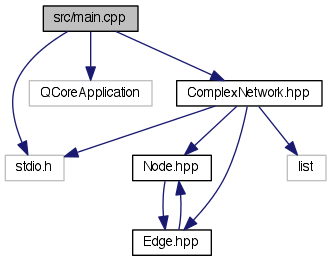 src/main.cpp
QCoreApplication
ComplexNetwork.hpp
stdio.h
Node.hpp
list
Edge.hpp